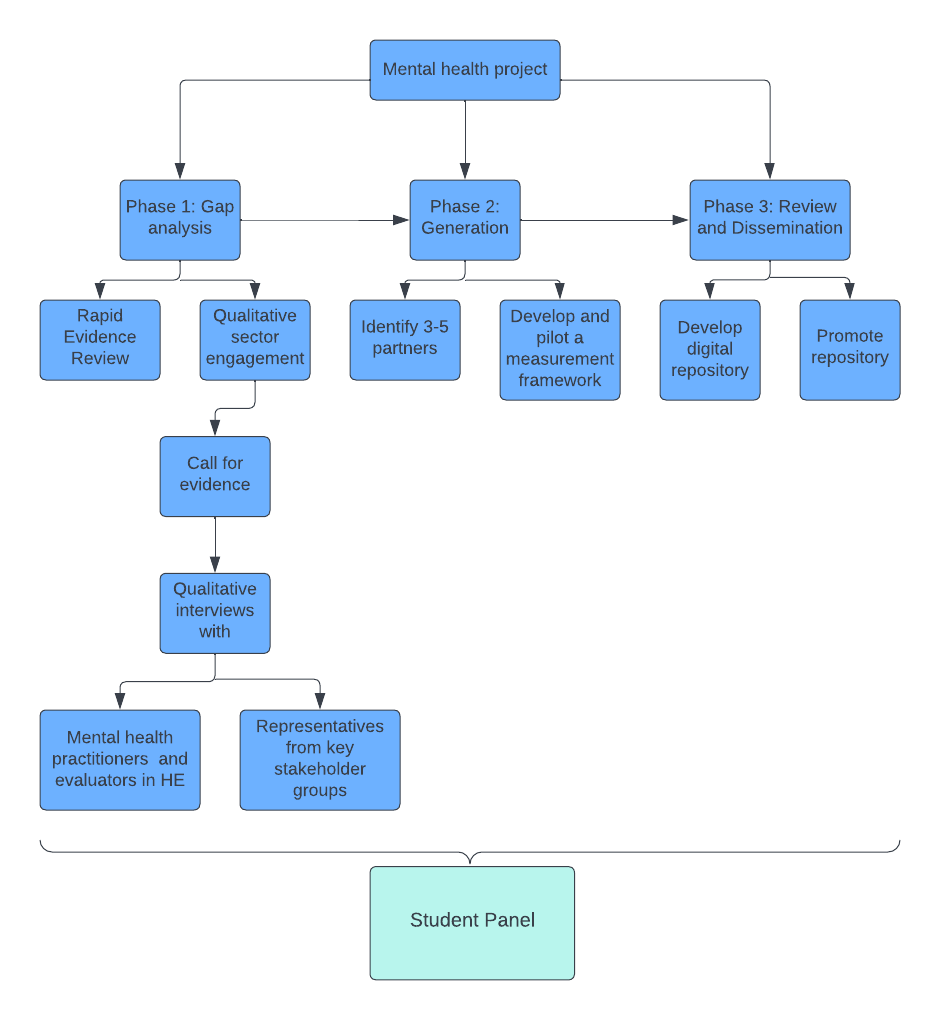 Mental health project
Phase 1: Gap
analysis
Phase 2:
Generation
Phase 3: Review
and Dissemination
Rapid
Evidence
Review
Qualitative
sector
engagement
Identify 3-5
partners
Develop and
pilot a
measurement
framework
Develop
digital
repository
Promote
repository
Call for
evidence
Qualitative
interviews
with
Mental health
practitioners  and
evaluators in HE
Representatives
from key
stakeholder
groups
Student Panel